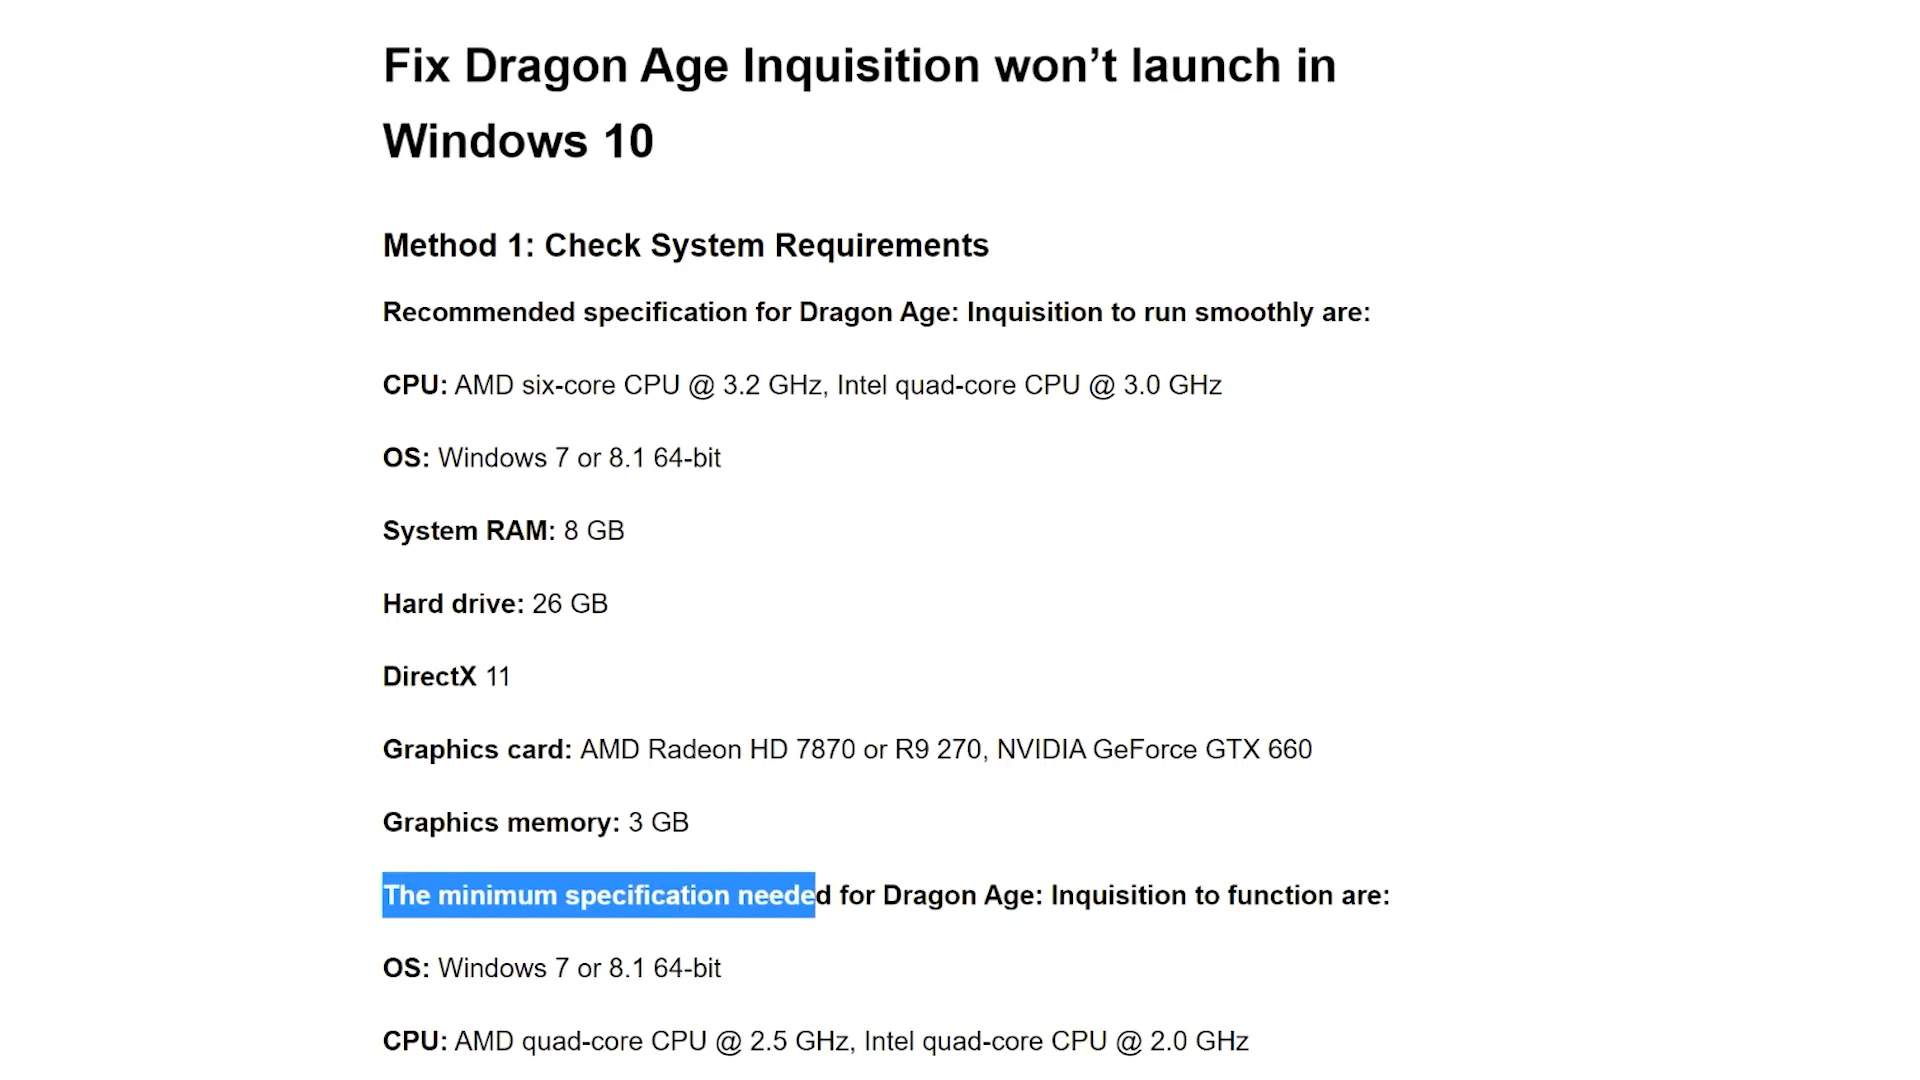 Fix Dragon Age Inquisition won’t launch in
Windows 10
Method 1: Check System Requirements
Recommended specification for Dragon Age: Inquisition to run smoothly are:
CPU: AMD six-core CPU @ 3.2 GHz, Intel quad-core CPU @ 3.0 GHz
OS: Windows 7 or 8.1 64-bit
System RAM: 8 GB
Hard drive: 26 GB
DirectX 11
Graphics card: AMD Radeon HD 7870 or R9 270, NVIDIA GeForce GTX 660
Graphics memory: 3 GB
The minimum specification needed for Dragon Age: Inquisition to function are:
OS: Windows 7 or 8.1 64-bit
CPU: AMD quad-core CPU @ 2.5 GHz, Intel quad-core CPU @ 2.0 GHz